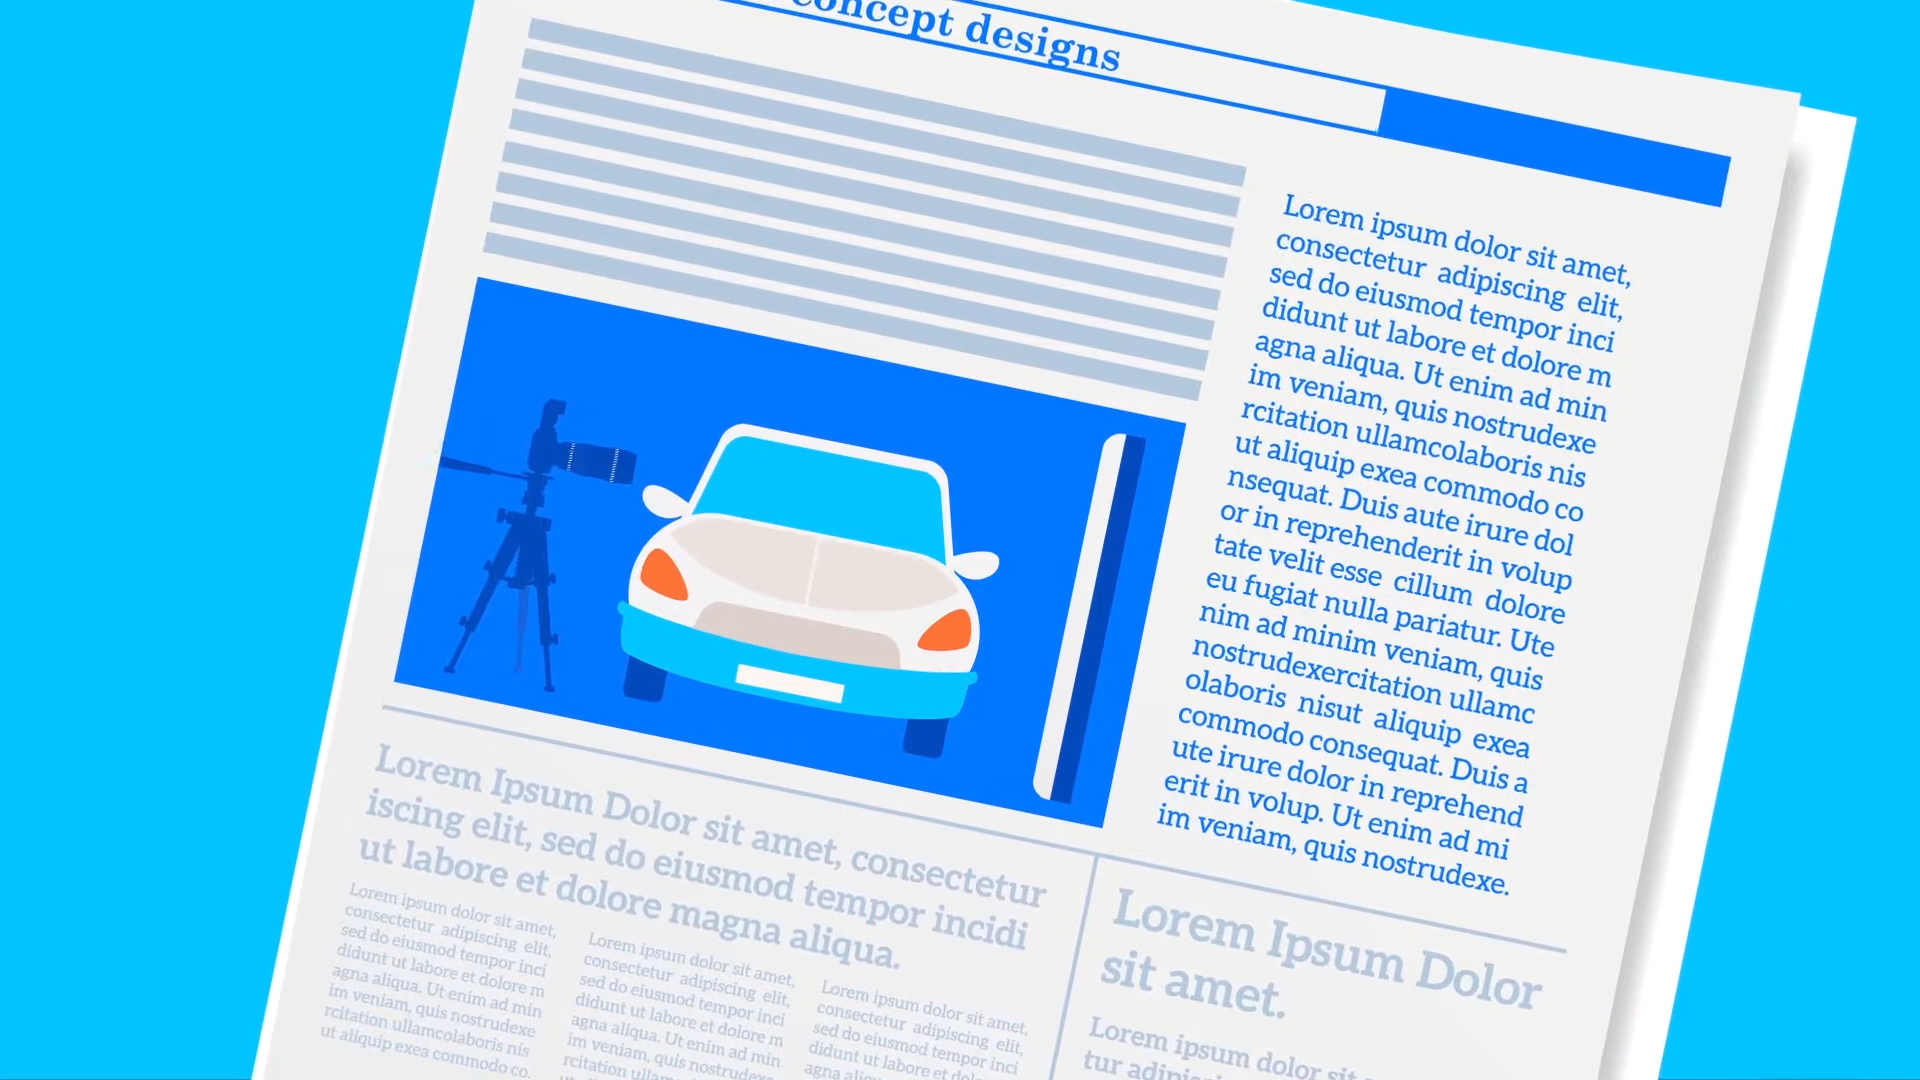 concept designs
Lorem ipsum dolor sit amet,
consectetur adipiscing elit,
sed do eiusmod tempor inci
didunt ut labore et dolore m
agna aliqua. Ut enim ad min
im veniam, quis nostrudexe
rcitation ullamcolaboris nis
ut aliquip exea commodo co
nsequat. Duis aute irure dol
or in reprehenderit in volup
tate velit esse cillum dolore
eu fugiat nulla pariatur. Ute
nim ad minim veniam, quis
nostrudexercitation ullamc
olaboris nisut aliquip exea
commodo consequat. Duis a
ute irure dolor in reprehend
erit in volup. Ut enim ad mi
im veniam, quis nostrudexe.
Lorem Ipsum Dolor sit amet, consectetur
iscing elit, sed do eiusmod tempor incidi
ut labore et dolore magna aliqua.
Lorem ipsum dolor sit amet,
consectetur adipiscing elit,
sed do eiusmod tempor inci
didunt ut labore et dolore m
agna aliqua. Ut enim ad min
im veniam, quis nostrudexe
rcitation ullamcolaboris nis
ut aliquip exea commodo co.
Lorem ipsum dolor sit amet,
consectetur adipiscing elit,
sed do eiusmod tempor inci
didunt ut labore et dolore m
agna aliqua. Ut enim ad min
im veniam, quis nostrudexe
rcitation
Lorem ipsum dolor sit amet,
consectetur adipiscing elit,
sed do eiusmod tempor inci
didunt ut labore et dolore m
agna
Lorem Ipsum Dolor
sit amet.
Lorem ipsum dolor sit
tur